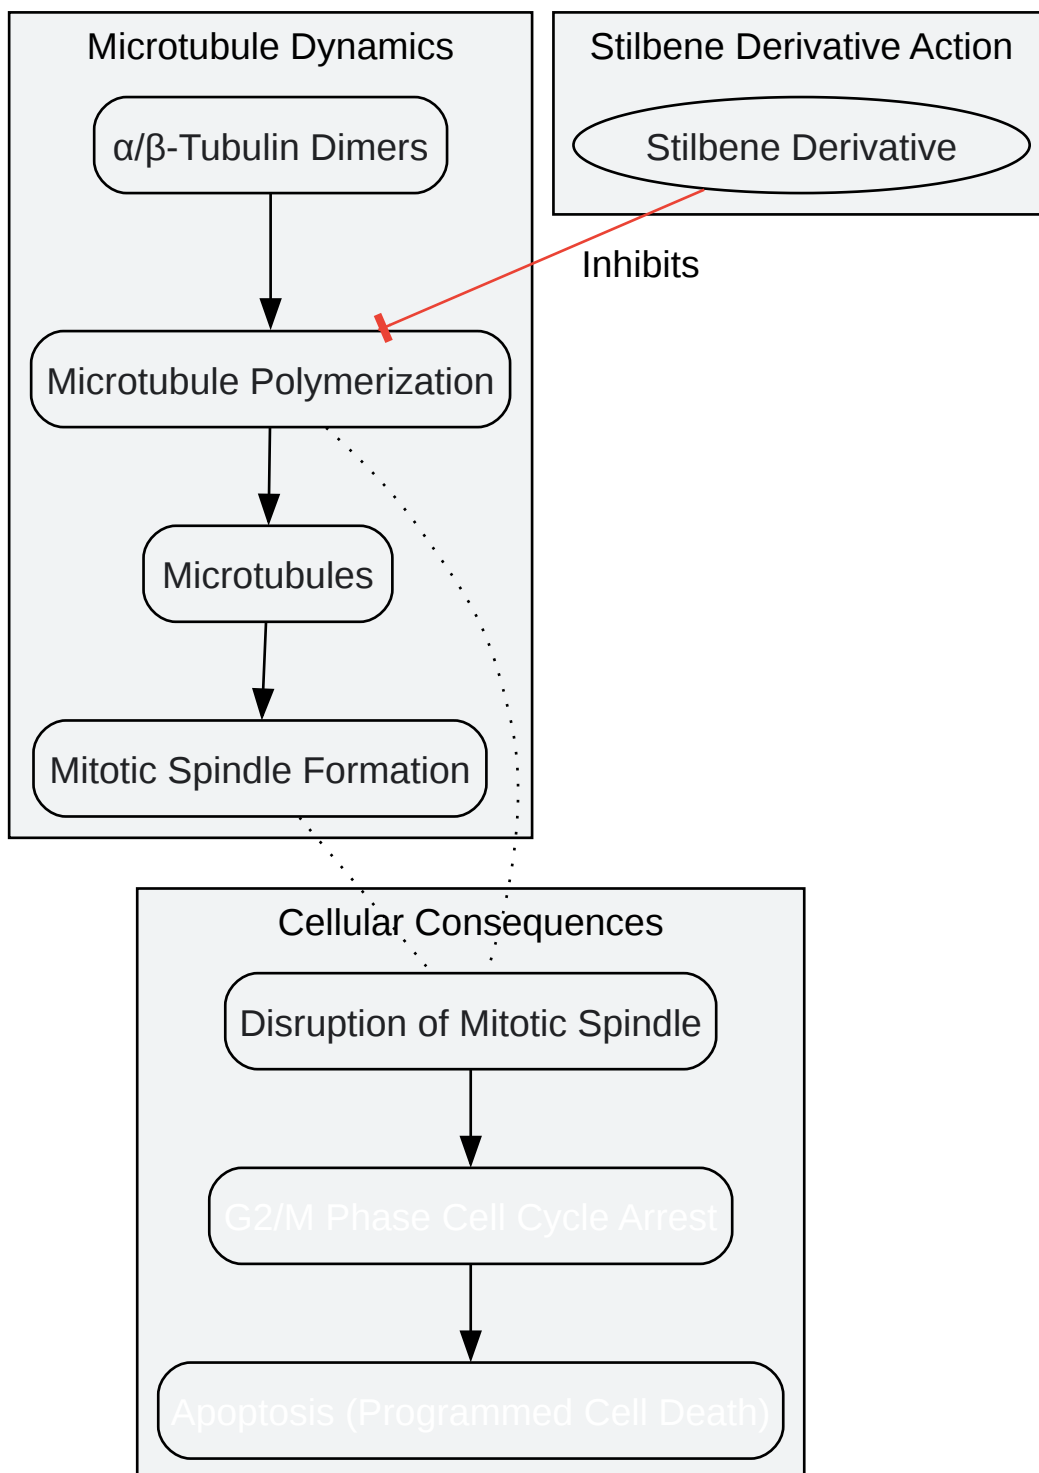 Microtubule Dynamics
α/β-Tubulin Dimers
Microtubule Polymerization
Microtubules
Mitotic Spindle Formation
Stilbene Derivative Action
Stilbene Derivative
Inhibits
Cellular Consequences
Disruption of Mitotic Spindle
G2/M Phase Cell Cycle Arrest
Apoptosis (Programmed Cell Death)